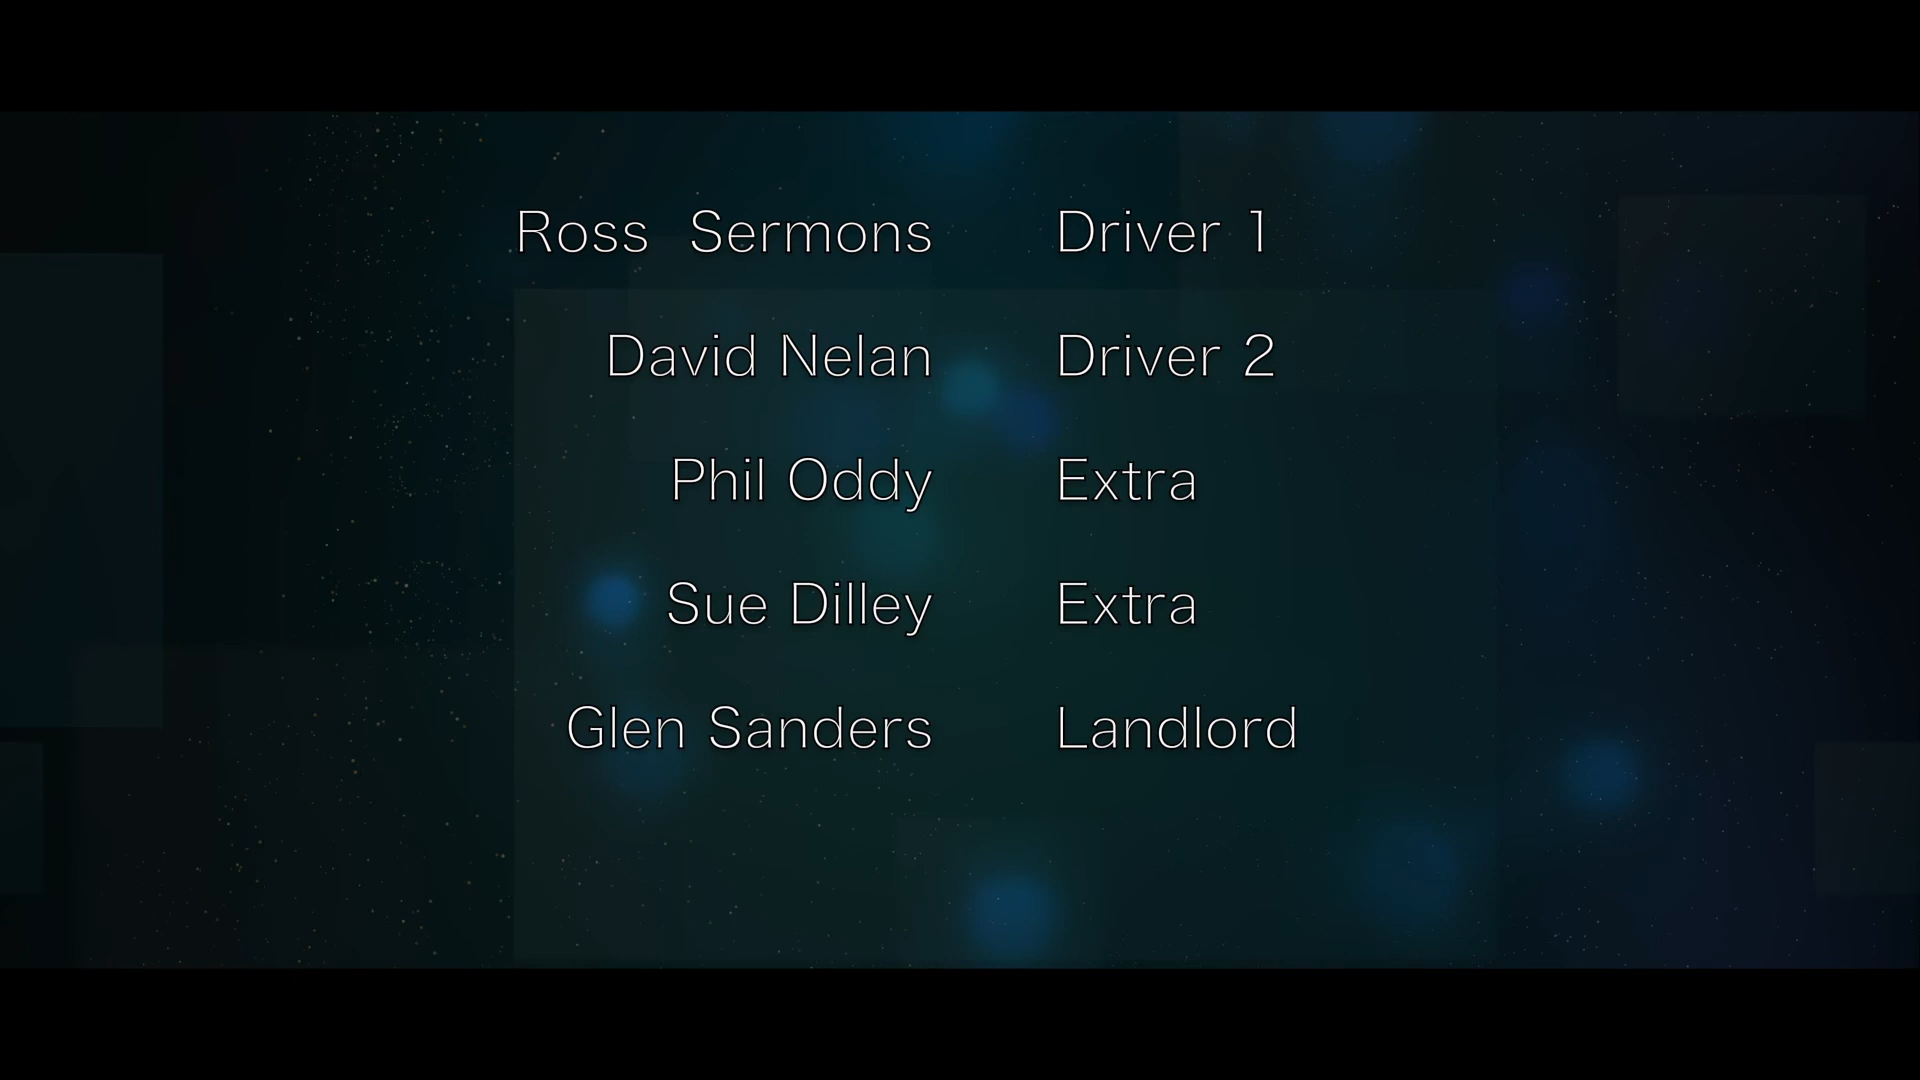 Ross  Sermons Driver 1
David Nelan Driver 2
Phil Oddy Extra
Sue Dilley Extra
Glen Sanders Landlord